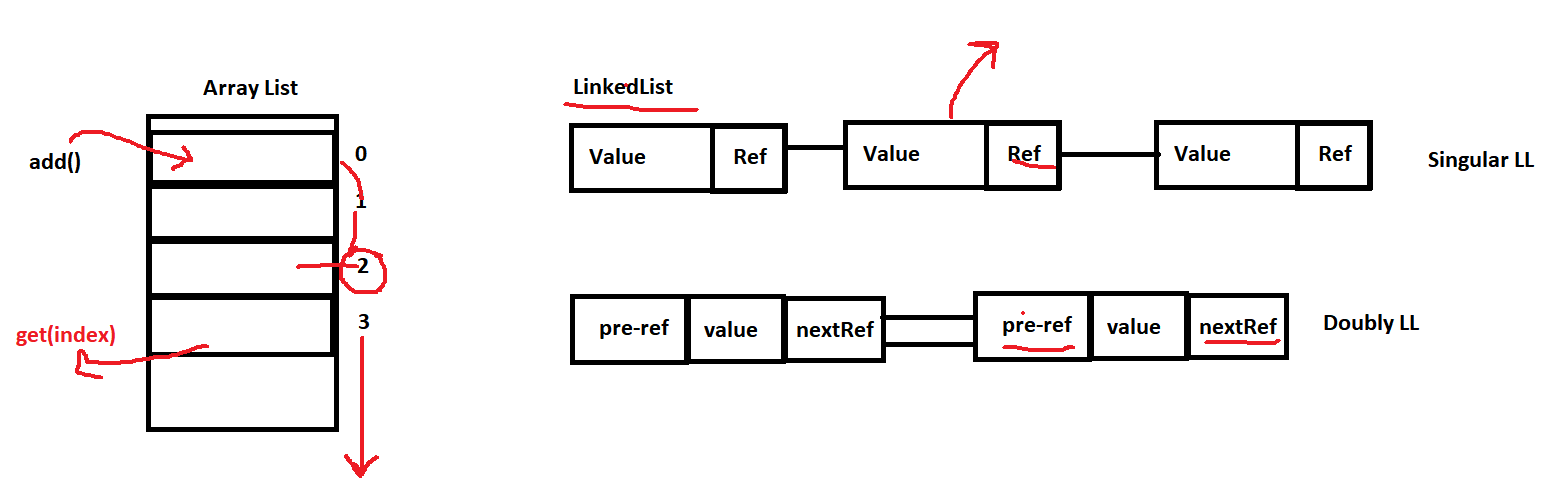 Array List
add()
0
1
2
3
get(index)
LinkedList
Value Ref Value Ref Value Ref
Singular LL
pre-ref value nextRef pre-ref value nextRef
Doubly LL